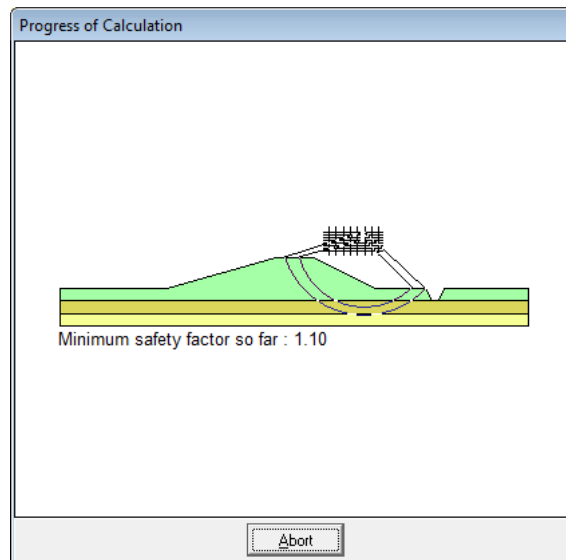 Progress of Calculation
Minimum safety factor so far : 1.10
Abort